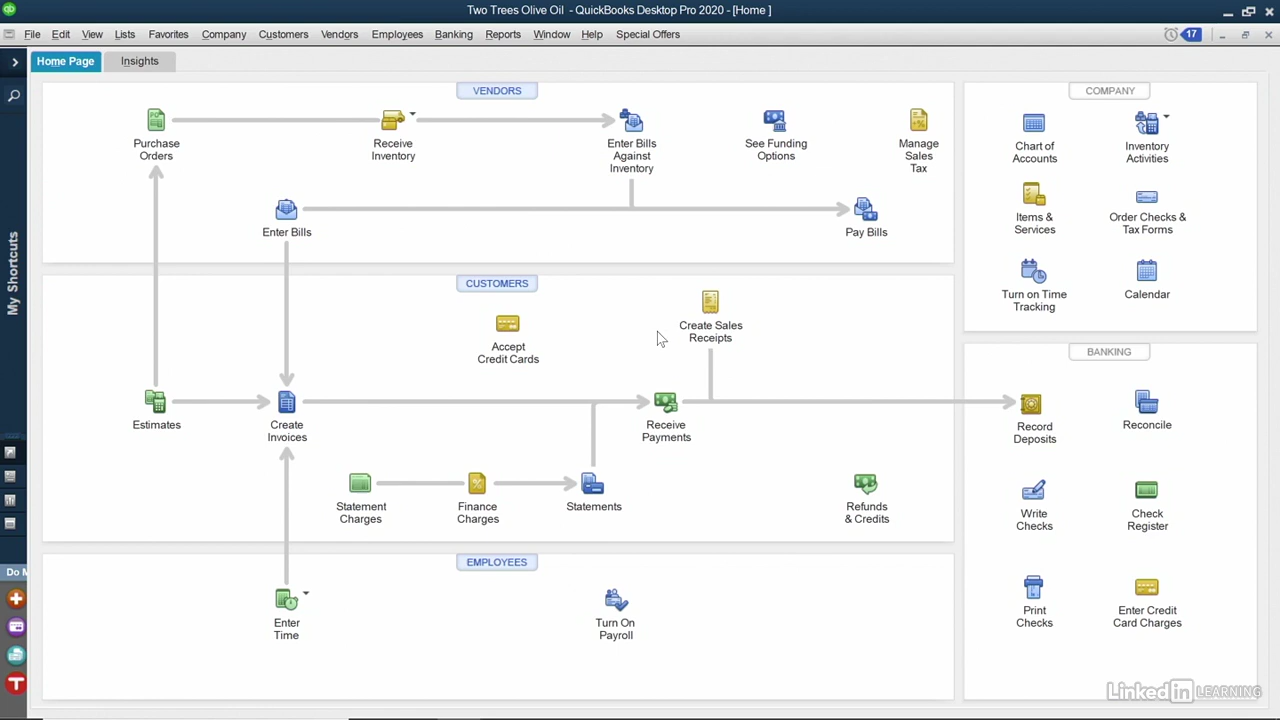 Two Trees Olive Oil - QuickBooks Desktop Pro 2020 - [Home ]
File Edit View Lists Favorites Company Customers Vendors Employees Banking Reports Window Help Special Offers 17
Home Page Insights
My Shortcuts
VENDORS
Purchase
Orders
Receive
Inventory
Enter Bills
Against
Inventory
See Funding
Options
Manage
Sales
Tax
Enter Bills
Pay Bills
CUSTOMERS
Accept
Credit Cards
Create Sales
Receipts
Estimates
Create
Invoices
Receive
Payments
Statement
Charges
Finance
Charges
Statements
Refunds
& Credits
EMPLOYEES
Enter
Time
Turn On
Payroll
COMPANY
Chart of
Accounts
Inventory
Activities
Items &
Services
Order Checks &
Tax Forms
Turn on Time
Tracking
Calendar
BANKING
Record
Deposits
Reconcile
Write
Checks
Check
Register
Print
Checks
Enter Credit
Card Charges
Do M
LinkedIn LEARNING